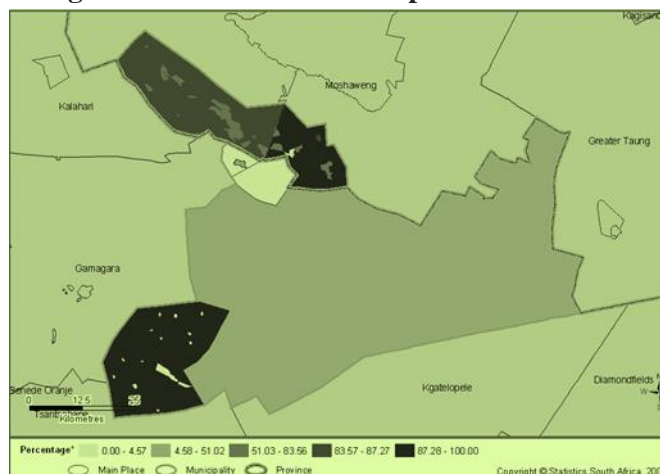 Kagisano
Moshaweng
Kalahari
Greater Taung
Gamagara
Kgatelopele
Diamondfields
0 12.5 25
Kilometres
Percentage 0.00 - 4.57 4.58 - 51.02 51.03 - 83.56 83.57 - 87.27 87.28 - 100.00
Main Place Municipality Province Copyright © Statistics South Africa, 200